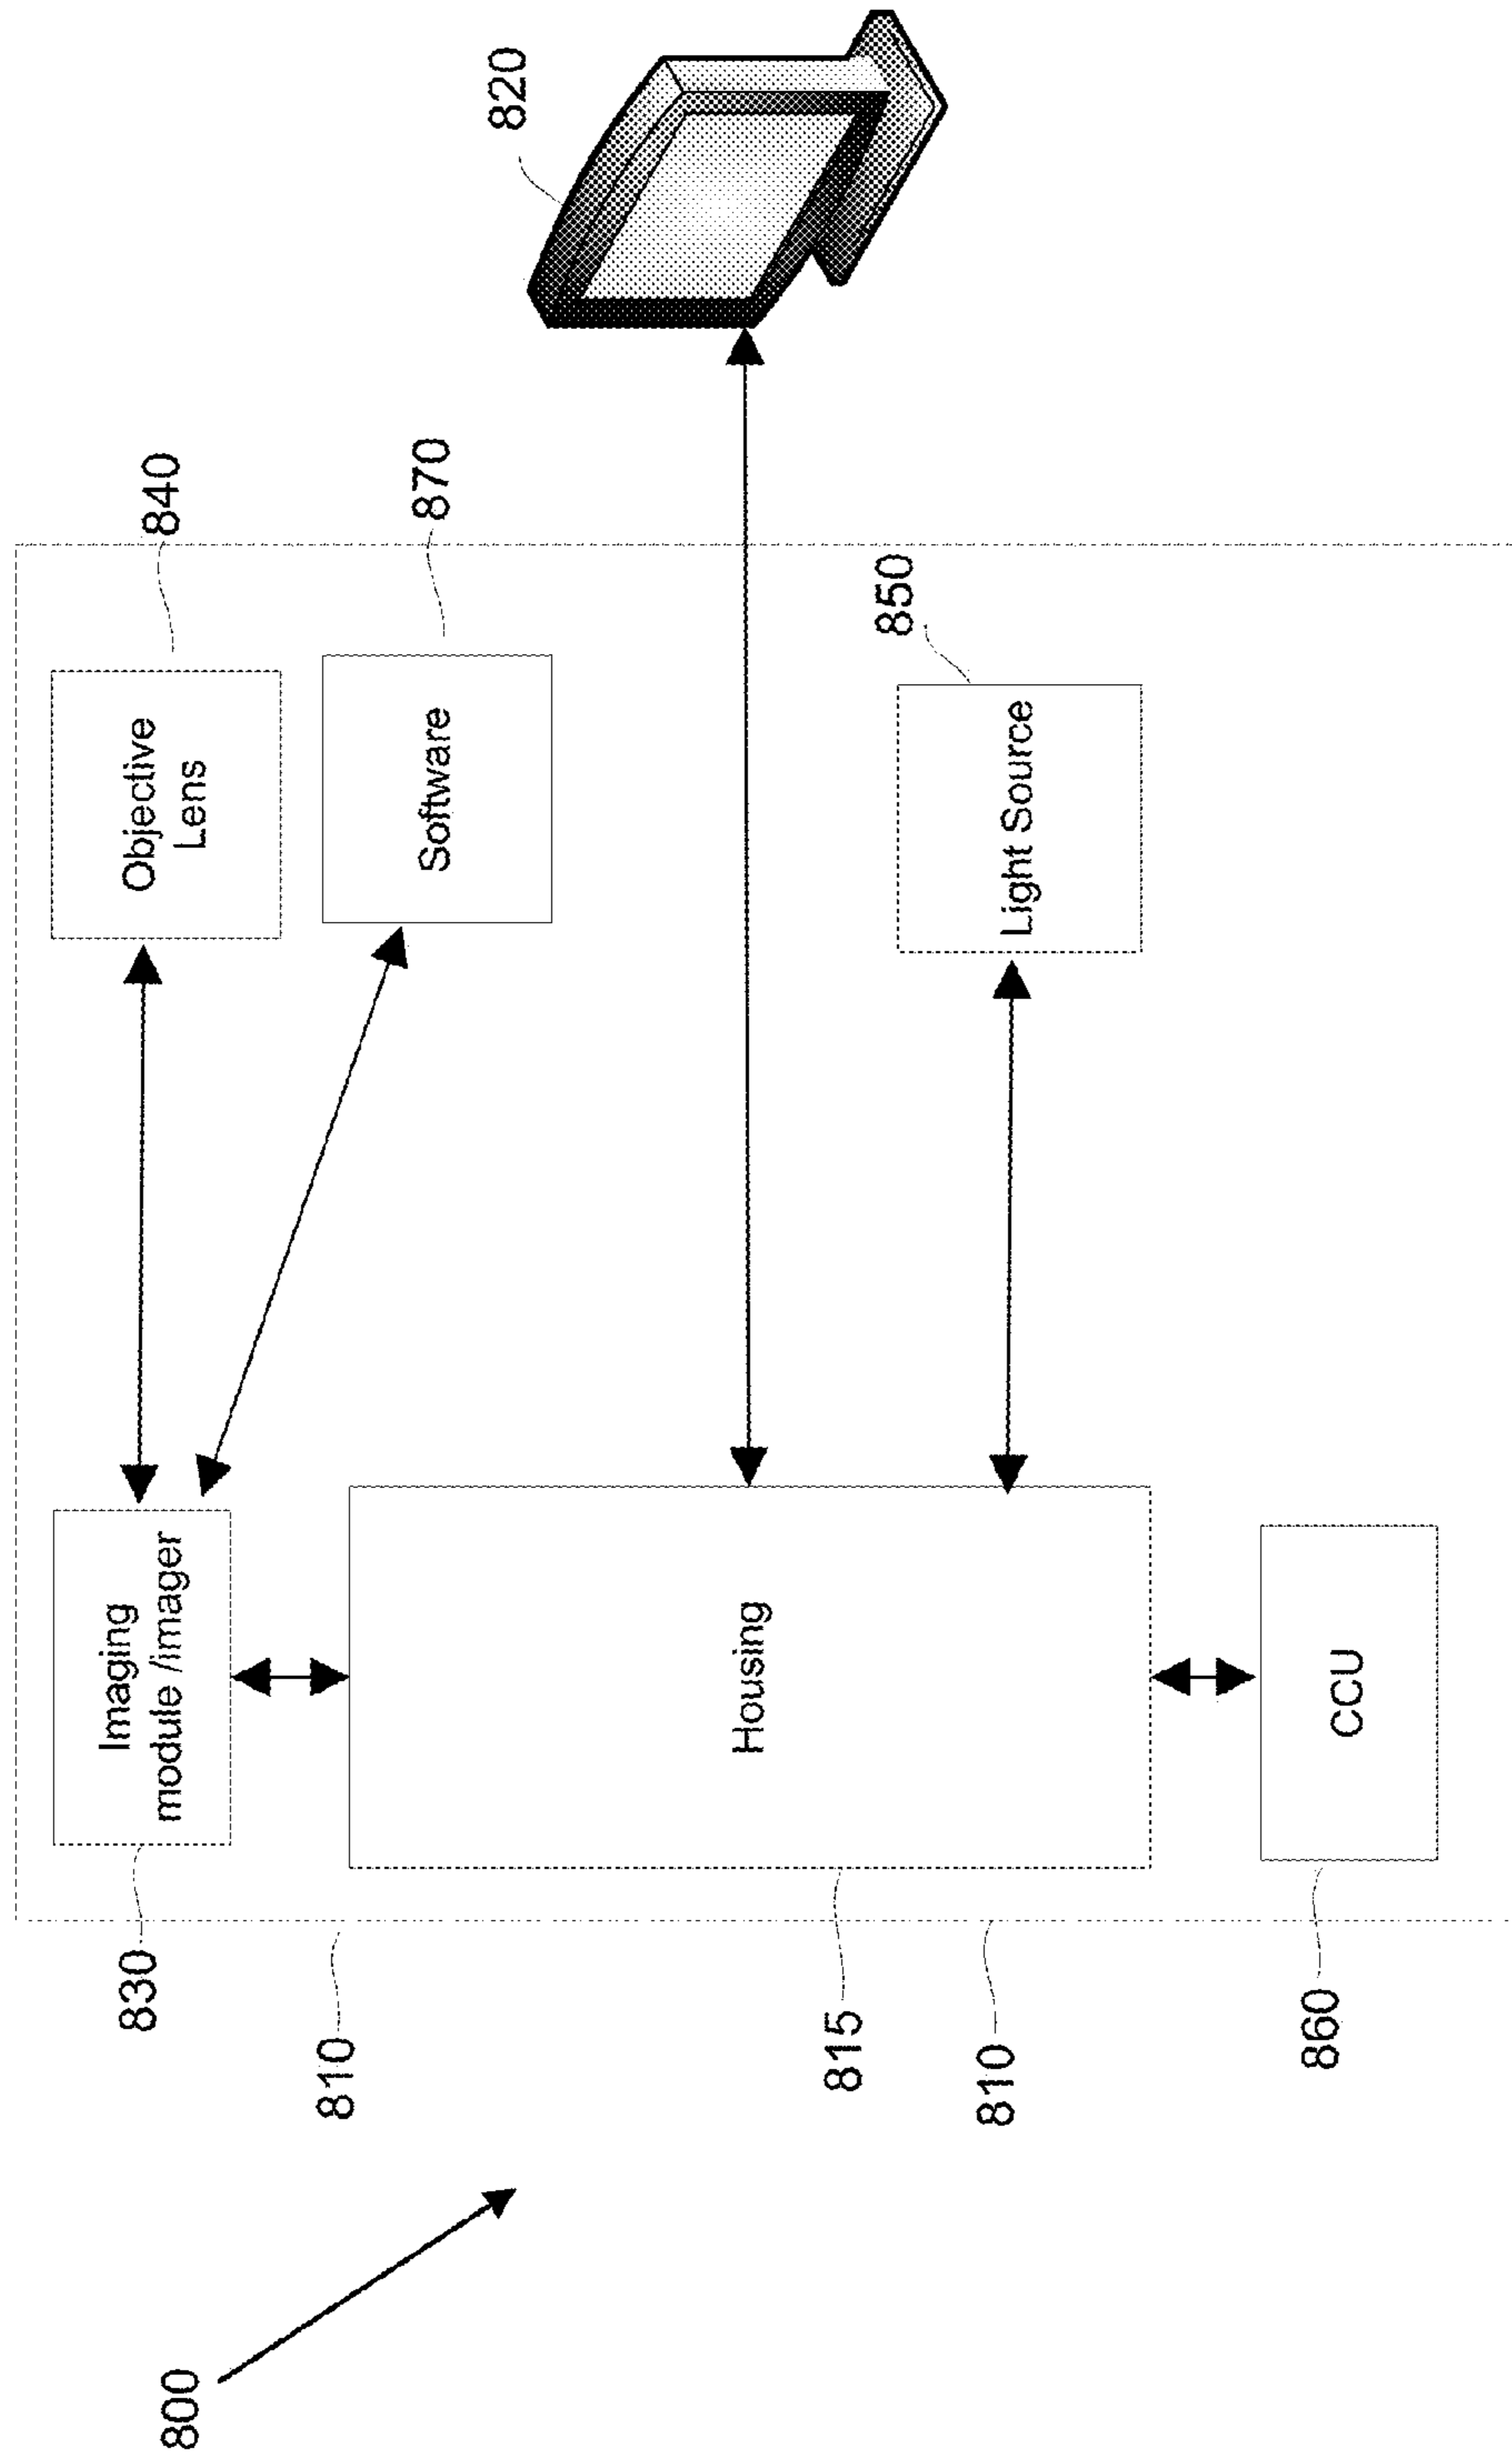 800
830
810
815
810
860
Imaging
module /imager
Housing
CCU
Objective
Lens
840
Software
870
Light Source
850
820